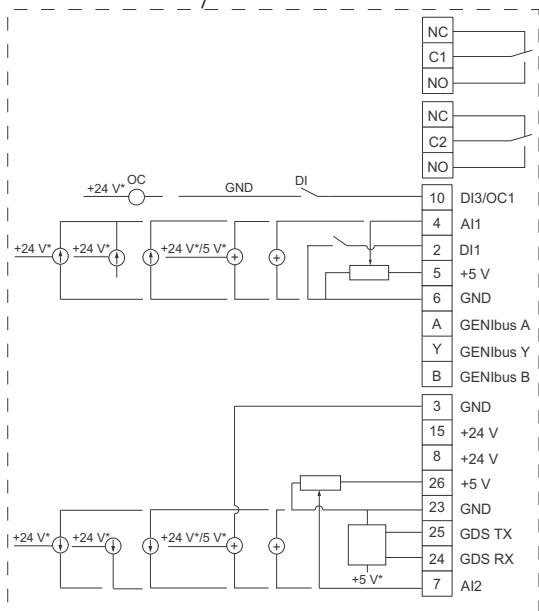 NC
C1
NO
NC
C2
NO
+24 V* OC GND DI 10 DI3/OC1
4 AI1
2 DI1
+24 V* +24 V* +24 V*/5 V* + +
5 +5 V
6 GND
A GENIbus A
Y GENIbus Y
B GENIbus B
3 GND
15 +24 V
8 +24 V
26 +5 V
23 GND
25 GDS TX
+24 V* +24 V* +24 V*/5 V* + +
24 GDS RX
+5 V*
7 AI2